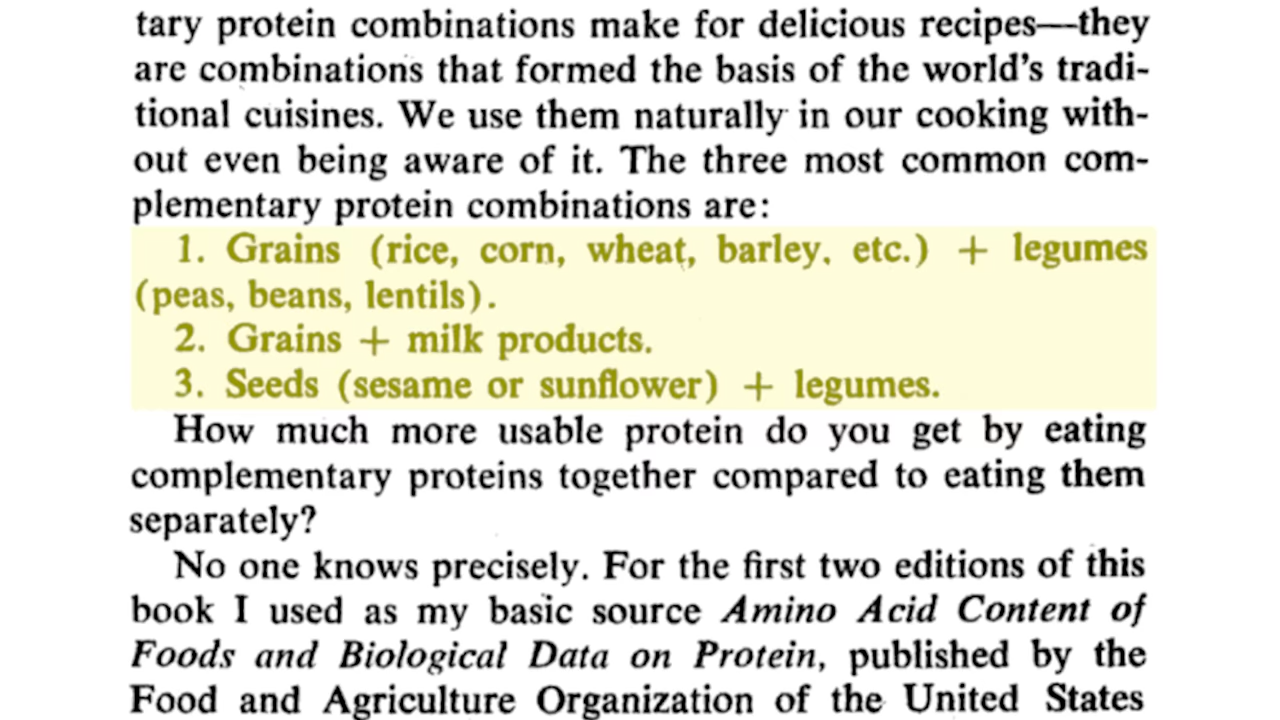 tary protein combinations make for delicious recipes—they
are combinations that formed the basis of the world's tradi-
tional cuisines. We use them naturally in our cooking with-
out even being aware of it. The three most common com-
plementary protein combinations are:
1. Grains (rice, corn, wheat, barley, etc.) + legumes
(peas, beans, lentils).
2. Grains + milk products.
3. Seeds (sesame or sunflower) + legumes.
How much more usable protein do you get by eating
complementary proteins together compared to eating them
separately?
No one knows precisely. For the first two editions of this
book I used as my basic source Amino Acid Content of
Foods and Biological Data on Protein, published by the
Food and Agriculture Organization of the United States